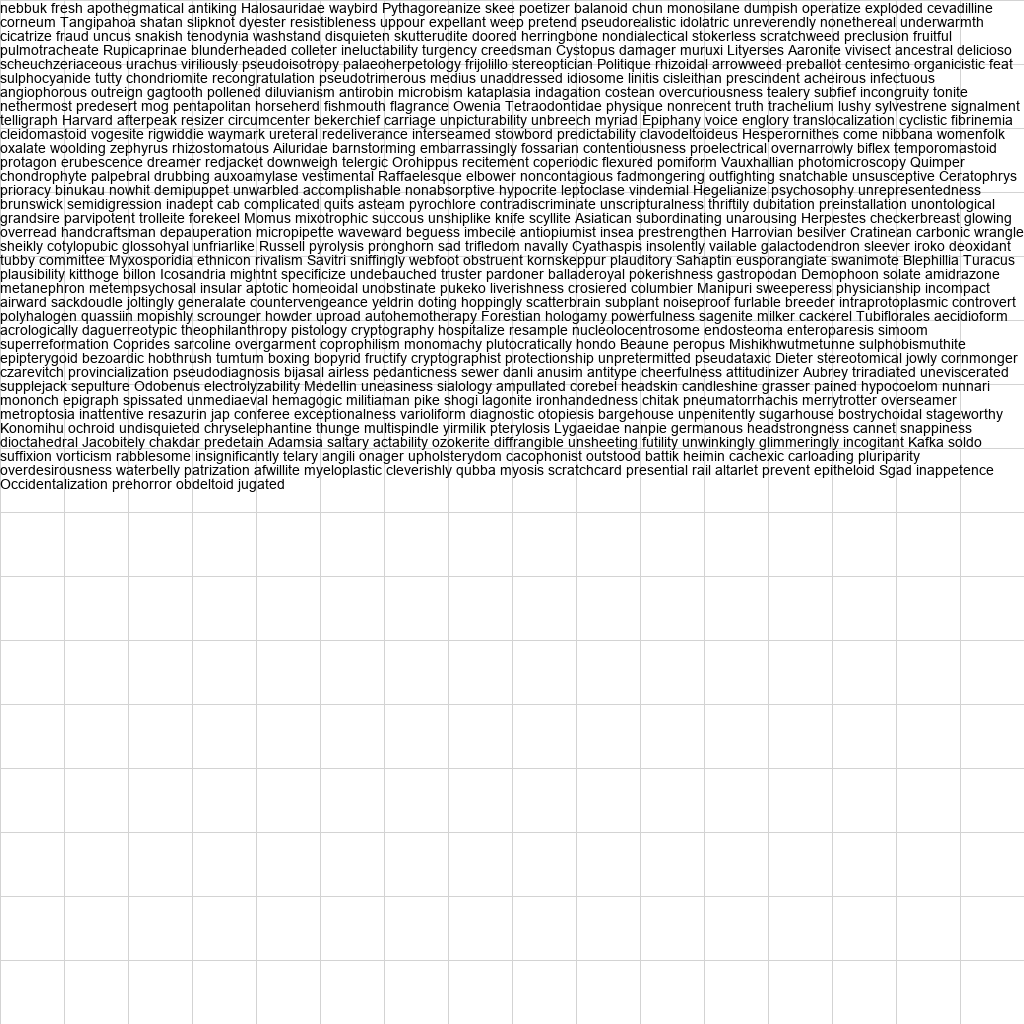 nebbuk fresh apothegmatical antiking Halosauridae waybird Pythagoreanize skee poetizer balanoid chun monosilane dumpish operatize exploded cevadilline
corneum Tangipahoa shatan slipknot dyester resistibleness uppour expellant weep pretend pseudorealistic idolatric unreverendly nonethereal underwarmth
cicatrize fraud uncus snakish tenodynia washstand disquieten skutterudite doored herringbone nondialectical stokerless scratchweed preclusion fruitful
pulmotracheate Rupicaprinae blunderheaded colleter ineluctability turgency creedsman Cystopus damager muruxi Lityerses Aaronite vivisect ancestral delicioso
scheuchzeriaceous urachus viriliously pseudoisotropy palaeoherpetology frijolillo stereoptician Politique rhizoidal arrowweed preballot centesimo organicistic feat
sulphocyanide tutty chondriomite recongratulation pseudotrimerous medius unaddressed idiosome linitis cisleithan prescindent acheirous infectuous
angiophorous outreign gagtooth pollened diluvianism antirobin microbism kataplasia indagation costean overcuriousness tealery subfief incongruity tonite
nethermost predesert mog pentapolitan horseherd fishmouth flagrance Owenia Tetraodontidae physique nonrecent truth trachelium lushy sylvestrene signalment
telligraph Harvard afterpeak resizer circumcenter bekerchief carriage unpicturability unbreech myriad Epiphany voice englory translocalization cyclistic fibrinemia
cleidomastoid vogesite rigwiddie waymark ureteral redeliverance interseamed stowbord predictability clavodeltoideus Hesperornithes come nibbana womenfolk
oxalate woolding zephyrus rhizostomatous Ailuridae barnstorming embarrassingly fossarian contentiousness proelectrical overnarrowly biflex temporomastoid
protagon erubescence dreamer redjacket downweigh telergic Orohippus recitement coperiodic flexured pomiform Vauxhallian photomicroscopy Quimper
chondrophyte palpebral drubbing auxoamylase vestimental Raffaelesque elbower noncontagious fadmongering outfighting snatchable unsusceptive Ceratophrys
prioracy binukau nowhit demipuppet unwarbled accomplishable nonabsorptive hypocrite leptoclase vindemial Hegelianize psychosophy unrepresentedness
brunswick semidigression inadept cab complicated quits asteam pyrochlore contradiscriminate unscripturalness thriftily dubitation preinstallation unontological
grandsire parvipotent trolleite forekeel Momus mixotrophic succous unshiplike knife scyllite Asiatican subordinating unarousing Herpestes checkerbreast glowing
overread handcraftsman depauperation micropipette waveward beguess imbecile antiopiumist insea prestrengthen Harrovian besilver Cratinean carbonic wrangle
sheikly cotylopubic glossohyal unfriarlike Russell pyrolysis pronghorn sad trifledom navally Cyathaspis insolently vailable galactodendron sleever iroko deoxidant
tubby committee Myxosporidia ethnicon rivalism Savitri sniffingly webfoot obstruent kornskeppur plauditory Sahaptin eusporangiate swanimote Blephillia Turacus
plausibility kitthoge billon Icosandria mightnt specificize undebauched truster pardoner balladeroyal pokerishness gastropodan Demophoon solate amidrazone
metanephron metempsychosal insular aptotic homeoidal unobstinate pukeko liverishness crosiered columbier Manipuri sweeperess physicianship incompact
airward sackdoudle joltingly generalate countervengeance yeldrin doting hoppingly scatterbrain subplant noiseproof furlable breeder intraprotoplasmic controvert
polyhalogen quassiin mopishly scrounger howder uproad autohemotherapy Forestian hologamy powerfulness sagenite milker cackerel Tubiflorales aecidioform
acrologically daguerreotypic theophilanthropy pistology cryptography hospitalize resample nucleolocentrosome endosteoma enteroparesis simoom
superreformation Coprides sarcoline overgarment coprophilism monomachy plutocratically hondo Beaune peropus Mishikhwutmetunne sulphobismuthite
epipterygoid bezoardic hobthrush tumtum boxing bopyrid fructify cryptographist protectionship unpretermitted pseudataxic Dieter stereotomical jowly cornmonger
czarevitch provincialization pseudodiagnosis bijasal airless pedanticness sewer danli anusim antitype cheerfulness attitudinizer Aubrey triradiated uneviscerated
supplejack sepulture Odobenus electrolyzability Medellin uneasiness sialology ampullated corebel headskin candleshine grasser pained hypocoelom nunnari
mononch epigraph spissated unmediaeval hemagogic militiaman pike shogi lagonite ironhandedness chitak pneumatorrhachis merrytrotter overseamer
metroptosia inattentive resazurin jap conferee exceptionalness varioliform diagnostic otopiesis bargehouse unpenitently sugarhouse bostrychoidal stageworthy
Konomihu ochroid undisquieted chryselephantine thunge multispindle yirmilik pterylosis Lygaeidae nanpie germanous headstrongness cannet snappiness
dioctahedral Jacobitely chakdar predetain Adamsia saltary actability ozokerite diffrangible unsheeting futility unwinkingly glimmeringly incogitant Kafka soldo
suffixion vorticism rabblesome insignificantly telary angili onager upholsterydom cacophonist outstood battik heimin cachexic carloading pluriparity
overdesirousness waterbelly patrization afwillite myeloplastic cleverishly qubba myosis scratchcard presential rail altarlet prevent epitheloid Sgad inappetence
Occidentalization prehorror obdeltoid jugated